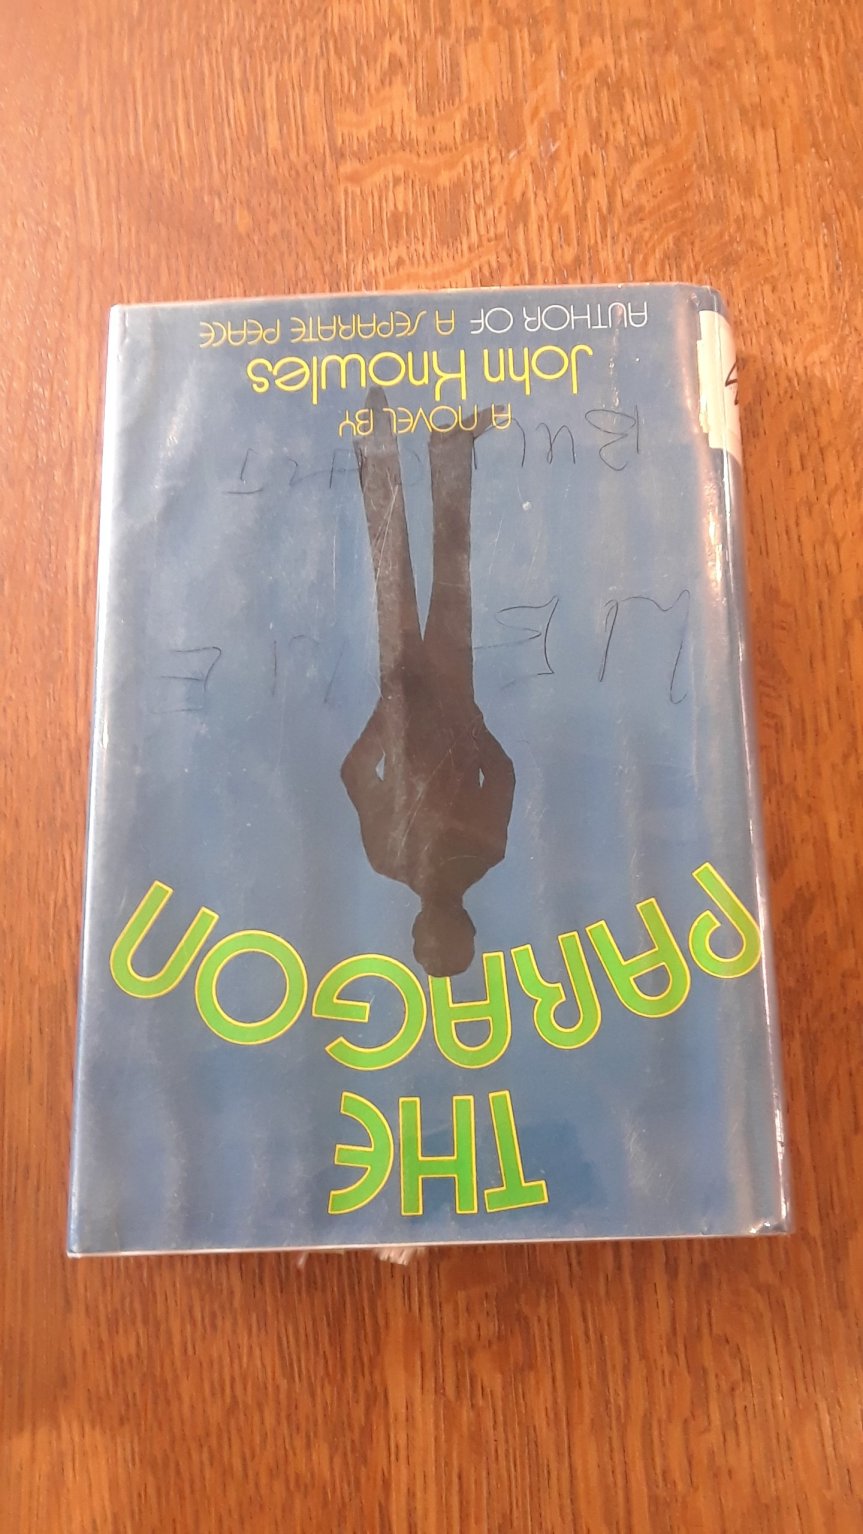 THE
PARAGON
A NOVEL BY
John Knowles
AUTHOR OF A SEPARATE PEACE